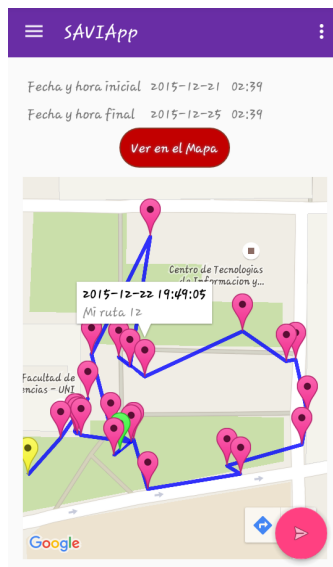 SAVIApp
Fecha y hora inicial 2015-12-21 02:39
Fecha y hora final 2015-12-25 02:39
Ver en el Mapa
Centro de Tecnologías
de Informacion y...
2015-12-22 19:49:05
Mi ruta 12
Facultad de
encias - UNI
Google